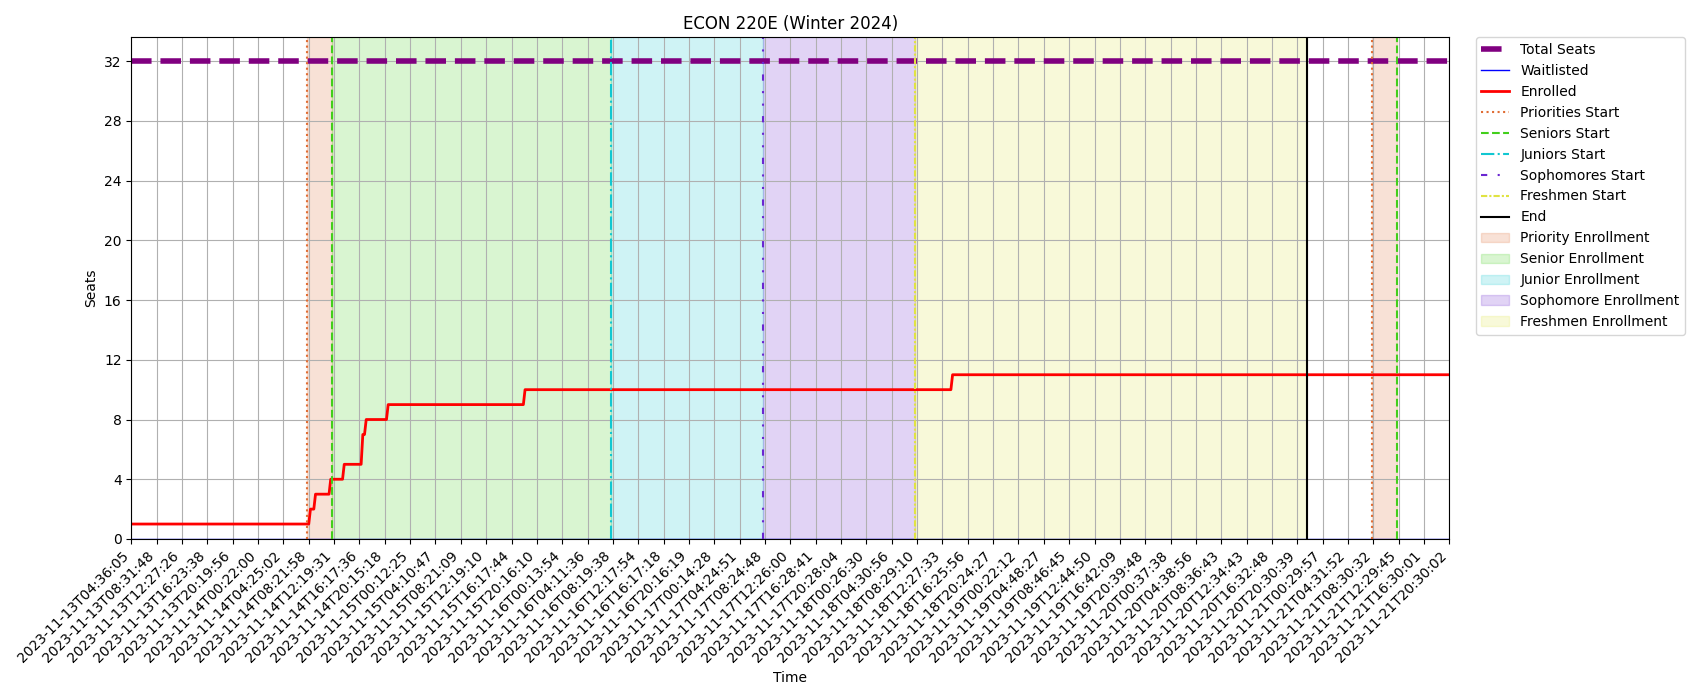 ECON 220E (Winter 2024)
Seats
32
28
24
20
16
12
8
4
0
2023-11-13T04:36:05
2023-11-13T08:31:48
2023-11-13T12:27:26
2023-11-13T16:23:38
2023-11-13T20:19:56
2023-11-14T00:22:00
2023-11-14T04:25:02
2023-11-14T08:21:58
2023-11-14T12:19:31
2023-11-14T16:17:36
2023-11-14T20:15:18
2023-11-15T00:12:25
2023-11-15T04:10:47
2023-11-15T08:21:09
2023-11-15T12:19:10
2023-11-15T16:17:44
2023-11-15T20:16:10
2023-11-16T00:13:54
2023-11-16T04:11:36
2023-11-16T08:19:38
2023-11-16T12:17:54
2023-11-16T16:17:18
2023-11-16T20:16:19
2023-11-17T00:14:28
2023-11-17T04:24:51
2023-11-17T08:24:48
2023-11-17T12:26:00
2023-11-17T16:28:41
2023-11-17T20:28:04
2023-11-18T00:26:30
2023-11-18T04:30:56
2023-11-18T08:29:10
2023-11-18T12:27:33
2023-11-18T16:25:56
2023-11-18T20:24:27
2023-11-19T00:22:12
2023-11-19T04:48:27
2023-11-19T08:46:45
2023-11-19T12:44:50
2023-11-19T16:42:09
2023-11-19T20:39:48
2023-11-20T00:37:38
2023-11-20T04:38:56
2023-11-20T08:36:43
2023-11-20T12:34:43
2023-11-20T16:32:48
2023-11-20T20:30:39
2023-11-21T00:29:57
2023-11-21T04:31:52
2023-11-21T08:30:32
2023-11-21T12:29:45
2023-11-21T16:30:01
2023-11-21T20:30:02
Time
Total Seats
Waitlisted
Enrolled
Priorities Start
Seniors Start
Juniors Start
Sophomores Start
Freshmen Start
End
Priority Enrollment
Senior Enrollment
Junior Enrollment
Sophomore Enrollment
Freshmen Enrollment